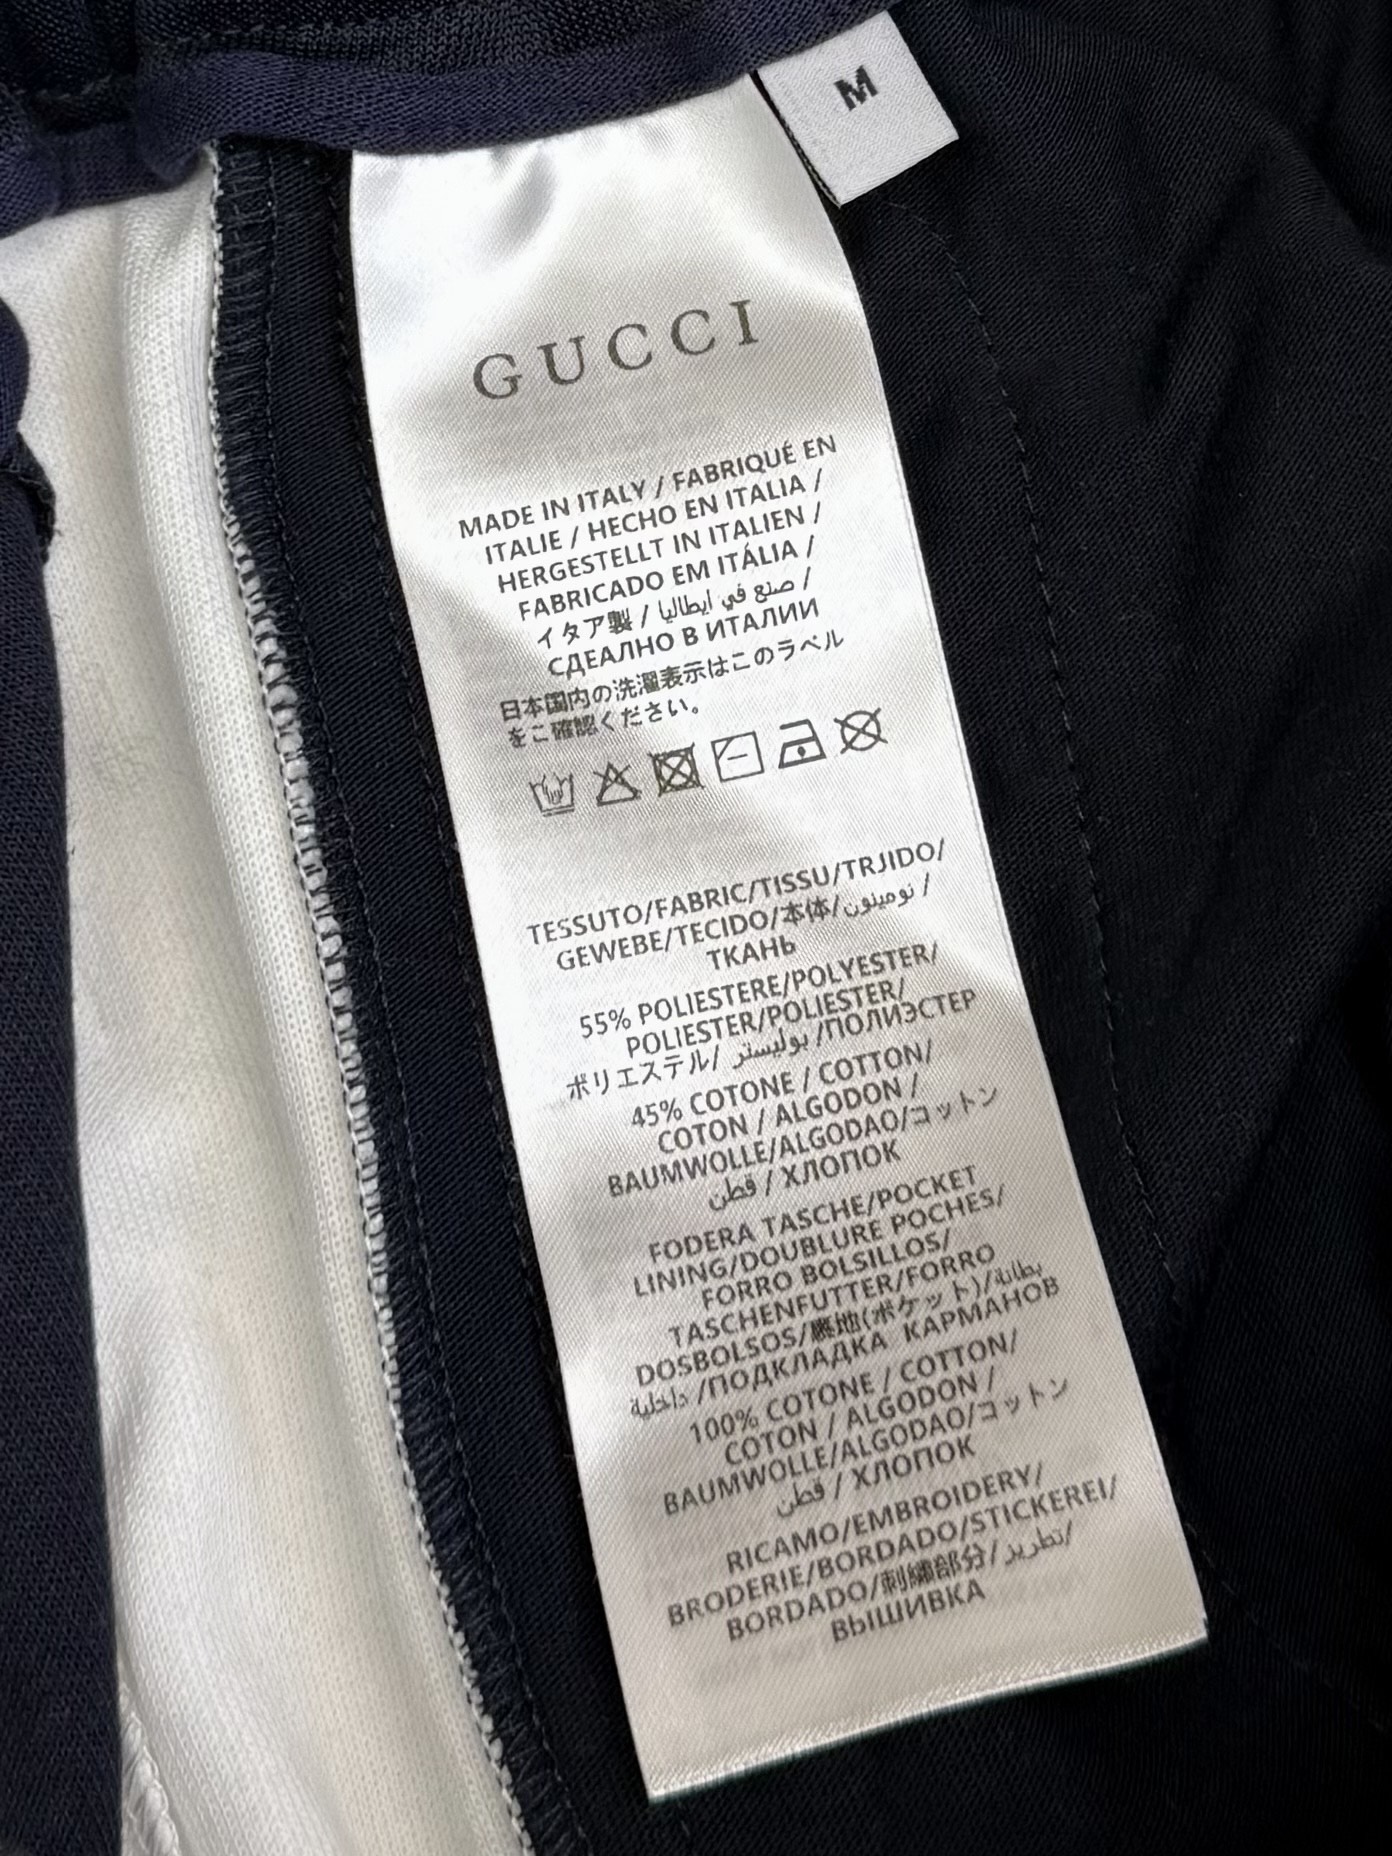 M
GUCCI
MADE IN ITALY / FABRIQUÉ EN
ITALIE / HECHO EN ITALIA /
HERGESTELLT IN ITALIEN /
FABRICADO EM ITÁLIA /
イタア製 / صنع في ايطاليا /
СДЕАЛНО В ИТАЛИИ
日本国内の洗濯表示はこのラベル
をご確認ください。
TESSUTO/FABRIC/TISSU/TRJIDO/
GEWEBE/TECIDO/本体/نومينون /
ТКАНЬ
55% POLIESTERE/POLYESTER/
POLIESTER/POLIESTER/
ポリエステル/ بوليستر /ПОЛИЭСТЕР
45% COTONE / COTTON/
COTON / ALGODON /
BAUMWOLLE/ALGODAO/コットン
قطن / ХЛОПОК
FODERA TASCHE/POCKET
LINING/DOUBLURE POCHES/
FORRO BOLSILLOS/
TASCHENFUTTER/FORRO
DOSBOLSOS/裏地(ポケット)/بطانة
داخلية /ПОДКЛАДКА КАРМАНОВ
100% COTONE / COTTON/
COTON / ALGODON /
BAUMWOLLE/ALGODAO/コットン
قطن / ХЛОПОК
RICAMO/EMBROIDERY/
BRODERIE/BORDADO/STICKEREI/
BORDADO/刺繍部分/تطريز/
ВЫШИВКА